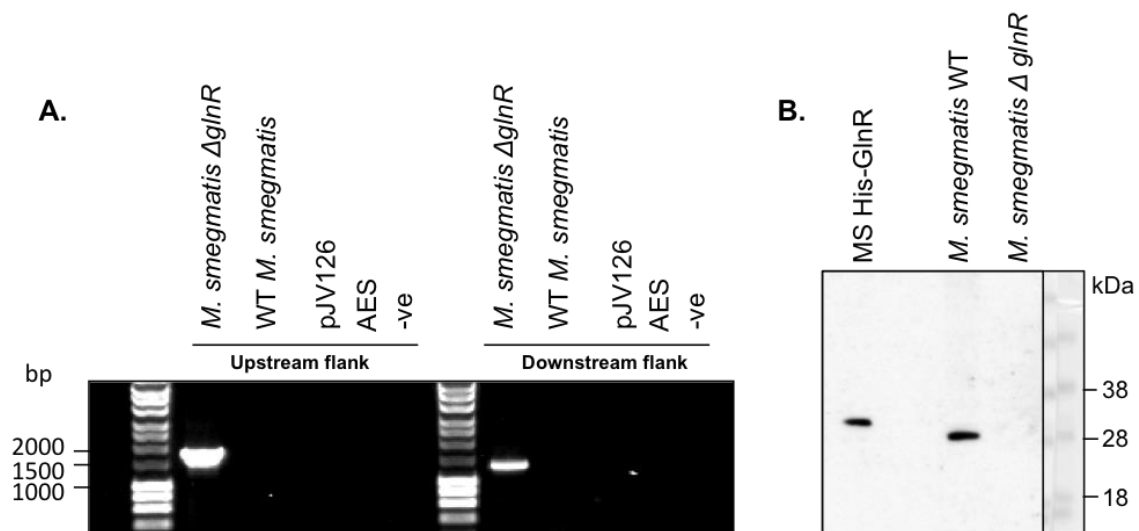 A.
M. smegmatis ΔglnR
WT M. smegmatis
pJV126
AES
-ve
M. smegmatis ΔglnR
WT M. smegmatis
pJV126
AES
-ve
Upstream flank
Downstream flank
bp
2000
1500
1000
B.
MS His-GlnR
M. smegmatis WT
M. smegmatis Δ glnR
kDa
38
28
18